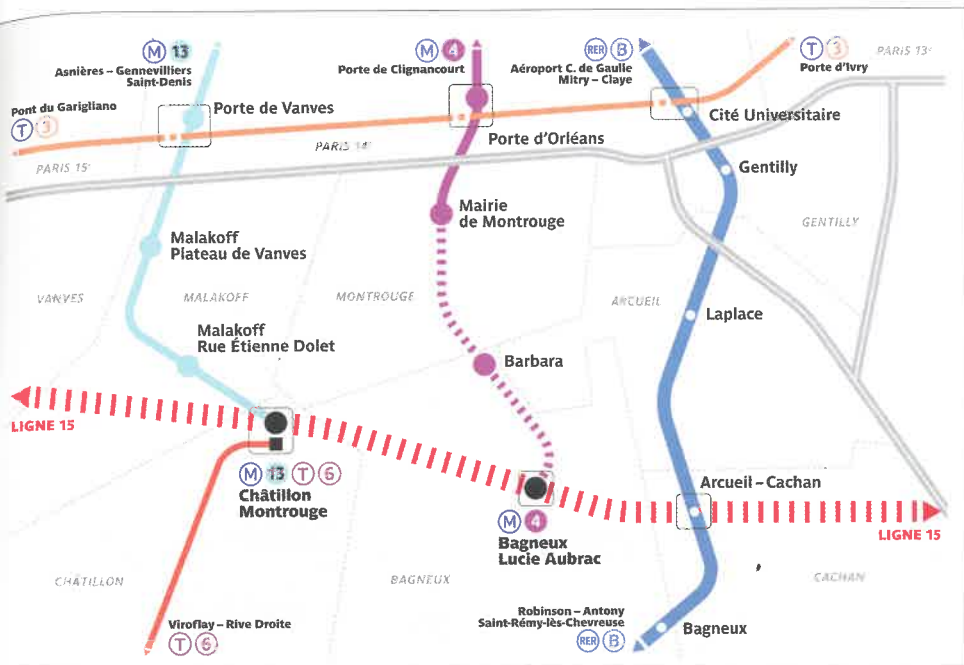 M 13
Asnières – Gennevilliers
Saint-Denis
M 4
Porte de Clignancourt
RER B
Aéroport C. de Gaulle
Mitry – Claye
T 3
Porte d'Ivry
PARIS 13e
Pont du Garigliano
T 3
Porte de Vanves
Porte d'Orléans
Cité Universitaire
PARIS 14e
PARIS 15e
Gentilly
Mairie
de Montrouge
GENTILLY
Malakoff
Plateau de Vanves
VANVES
MALAKOFF
MONTROUGE
ARCUEIL
Laplace
Malakoff
Rue Étienne Dolet
Barbara
LIGNE 15
M 13 T 6
Châtillon
Montrouge
Arcueil – Cachan
M 4
Bagneux
Lucie Aubrac
LIGNE 15
CHÂTILLON
BAGNEUX
CACHAN
Viroflay – Rive Droite
T 6
Robinson – Antony
Saint-Rémy-lès-Chevreuse
RER B
Bagneux